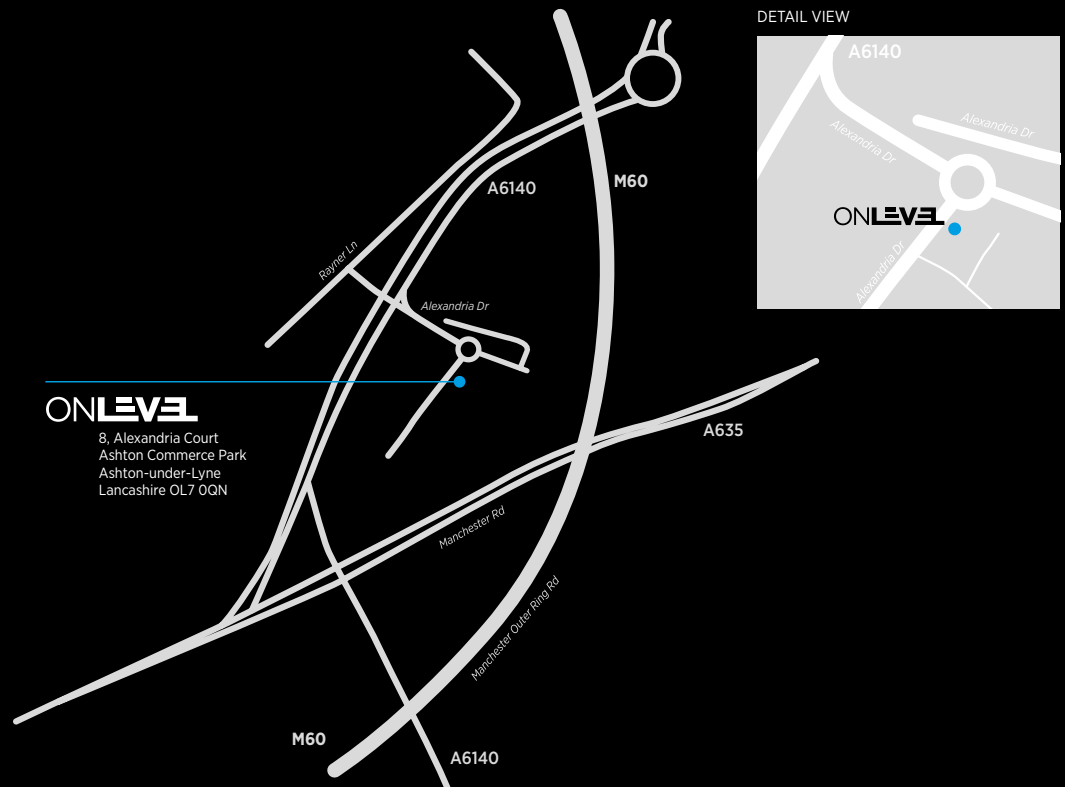 DETAIL VIEW
A6140
Alexandria Dr
Alexandria Dr
ONLEVEL
Alexandria Dr
A6140
M60
Rayner Ln
Alexandria Dr
ONLEVEL
8, Alexandria Court
Ashton Commerce Park
Ashton-under-Lyne
Lancashire OL7 0QN
A635
Manchester Rd
Manchester Outer Ring Rd
M60
A6140